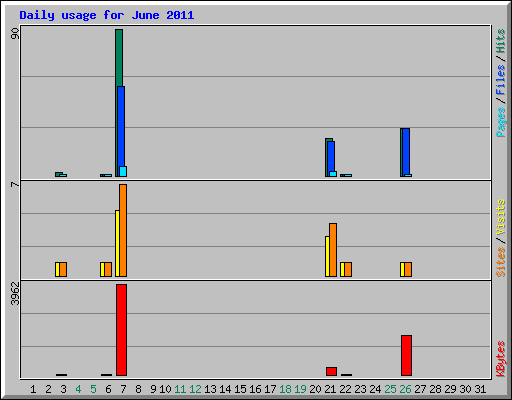 Daily usage for June 2011
90
Pages/Files/Hits
7
Sites/Visits
3962
KBytes
1 2 3 4 5 6 7 8 9 10 11 12 13 14 15 16 17 18 19 20 21 22 23 24 25 26 27 28 29 30 31